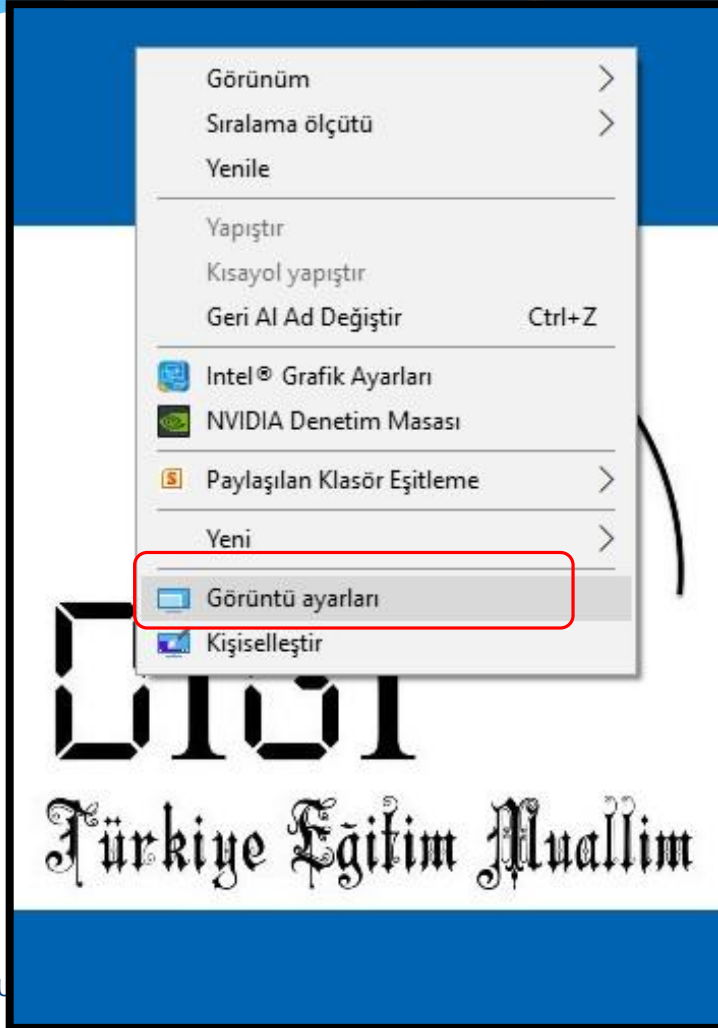 Görünüm
Sıralama ölçütü
Yenile
Yapıştır
Kısayol yapıştır
Geri Al Ad Değiştir Ctrl+Z
Intel® Grafik Ayarları
NVIDIA Denetim Masası
Paylaşılan Klasör Eşitleme
Yeni
Görüntü ayarları
Kişiselleştir
Türkiye Eğitim Muallim